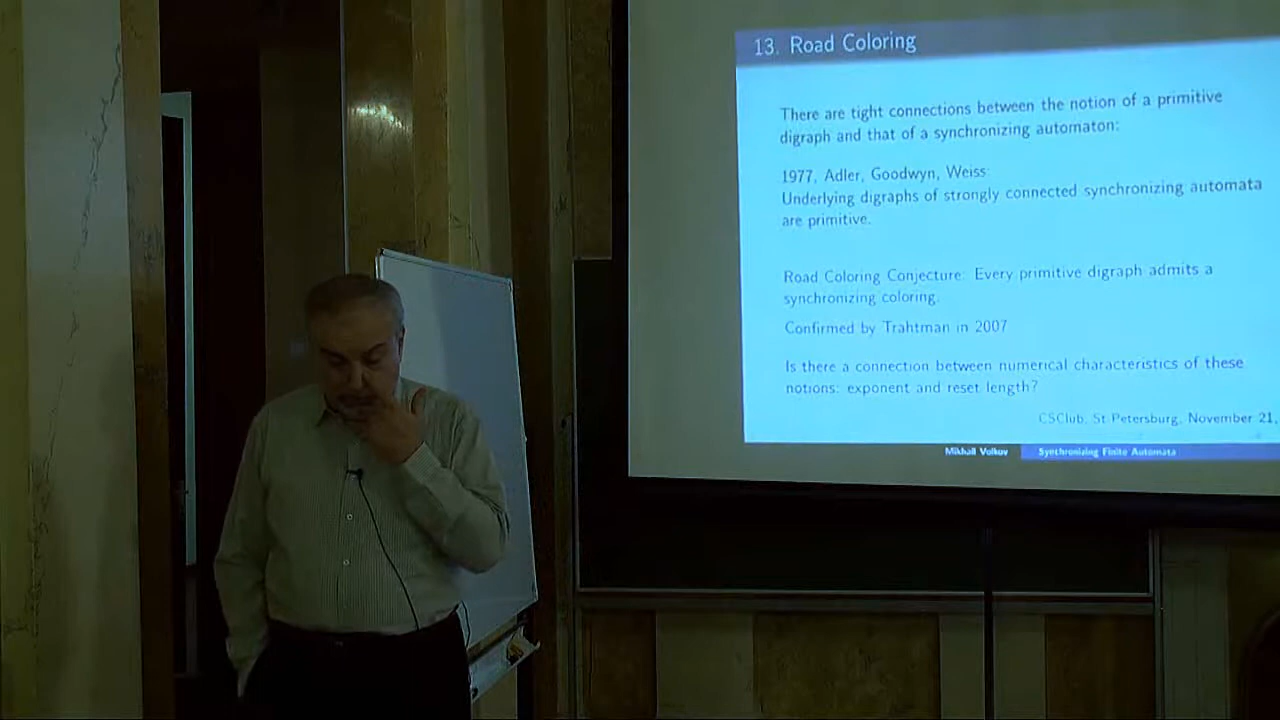 13. Road Coloring
There are tight connections between the notion of a primitive
digraph and that of a synchronizing automaton:
1977, Adler, Goodwyn, Weiss:
Underlying digraphs of strongly connected synchronizing automata
are primitive.
Road Coloring Conjecture: Every primitive digraph admits a
synchronizing coloring.
Confirmed by Trahtman in 2007
Is there a connection between numerical characteristics of these
notions: exponent and reset length?
CSClub, St Petersburg, November 21,
Mikhail Volkov Synchronizing Finite Automata